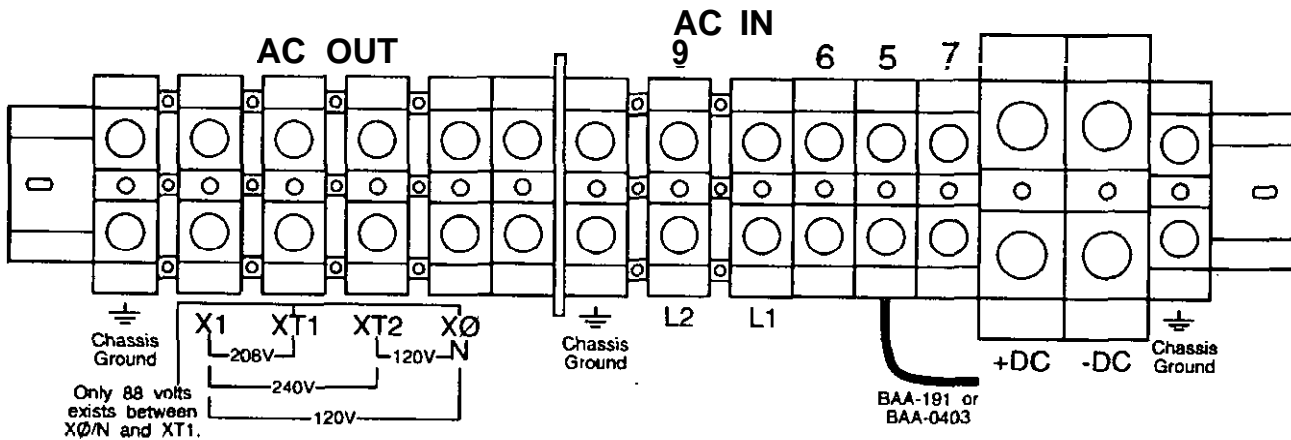 AC OUT
AC IN
9
6
5
7
Chassis
Ground
X1
XT1
XT2
XØ
N
208V
120V
240V
120V
Only 88 volts
exists between
XØ/N and XT1.
Chassis
Ground
L2
L1
BAA-191 or
BAA-0403
+DC
-DC
Chassis
Ground